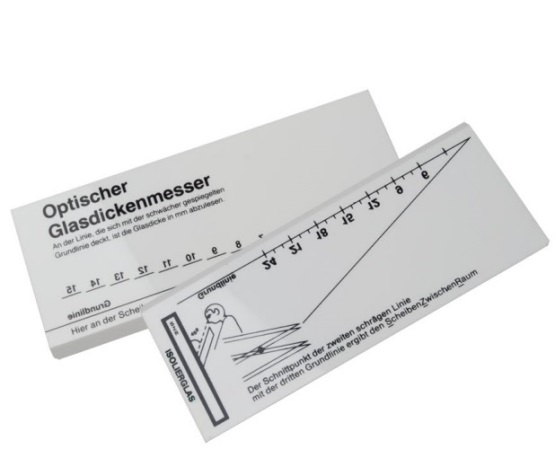 Optischer
Glasdickenmesser
An der Linie, die sich mit der schwächer gespiegelten
Grundlinie deckt, ist die Glasdicke in mm abzulesen.
15 14 13 12 11 10 9 8 7
Grundlinie
Hier an der Scheib
24 21 18 15 12 9 6
Grundlinie
ISOLIERGLAS
Der Schnittpunkt der zweiten schrägen Linie
mit der dritten Grundlinie ergibt den ScheibenZwischenRaum